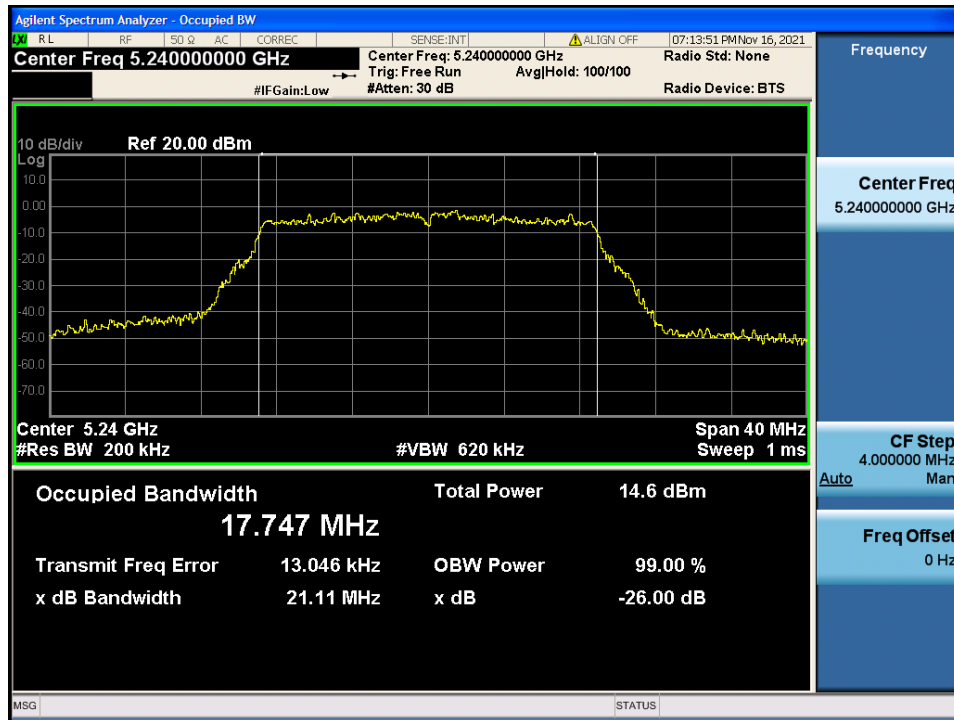 Agilent Spectrum Analyzer - Occupied BW
LXI RL RF 50 Ω AC CORREC SENSE:INT ALIGN OFF 07:13:51 PM Nov 16, 2021
Center Freq 5.240000000 GHz
Center Freq: 5.240000000 GHz
Radio Std: None
Trig: Free Run Avg|Hold: 100/100
#IFGain:Low
#Atten: 30 dB
Radio Device: BTS
10 dB/div Ref 20.00 dBm
Log
10.0
0.00
-10.0
-20.0
-30.0
-40.0
-50.0
-60.0
-70.0
Center 5.24 GHz Span 40 MHz
#Res BW 200 kHz #VBW 620 kHz Sweep 1 ms
Occupied Bandwidth Total Power 14.6 dBm
17.747 MHz
Transmit Freq Error 13.046 kHz OBW Power 99.00 %
x dB Bandwidth 21.11 MHz x dB -26.00 dB
Frequency
Center Freq
5.240000000 GHz
CF Step
4.000000 MHz
Auto Man
Freq Offset
0 Hz
MSG STATUS